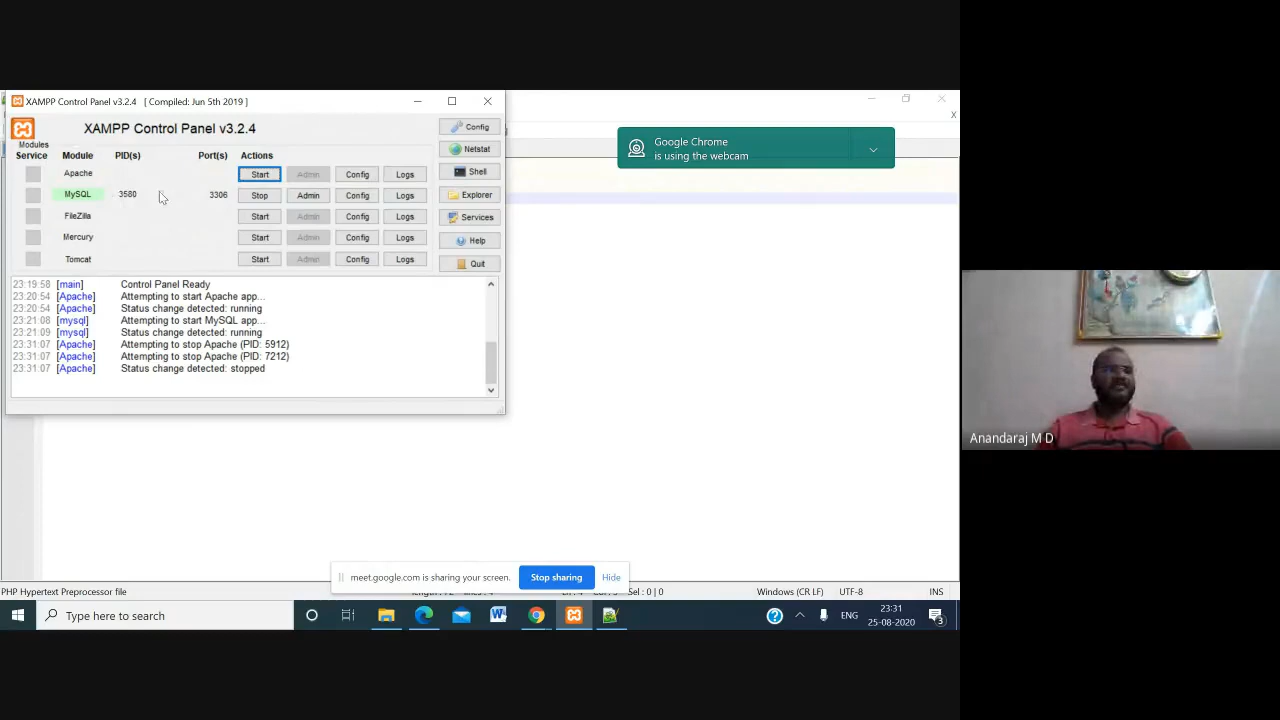 XAMPP Control Panel v3.2.4 [ Compiled: Jun 5th 2019 ]
XAMPP Control Panel v3.2.4
Config
Modules
Service Module PID(s) Port(s) Actions
Netstat
Apache Start Admin Config Logs
Shell
MySQL 3580 3306 Stop Admin Config Logs
Explorer
FileZilla Start Admin Config Logs
Services
Mercury Start Admin Config Logs
Help
Tomcat Start Admin Config Logs
Quit
23:19:58 [main] Control Panel Ready
23:20:54 [Apache] Attempting to start Apache app...
23:20:54 [Apache] Status change detected: running
23:21:08 [mysql] Attempting to start MySQL app...
23:21:09 [mysql] Status change detected: running
23:31:07 [Apache] Attempting to stop Apache (PID: 5912)
23:31:07 [Apache] Attempting to stop Apache (PID: 7212)
23:31:07 [Apache] Status change detected: stopped
X
Google Chrome
is using the webcam
Anandaraj M D
meet.google.com is sharing your screen. Stop sharing Hide
PHP Hypertext Preprocessor file Sel : 0 | 0 Windows (CR LF) UTF-8 INS
Type here to search
ENG
23:31
25-08-2020
3